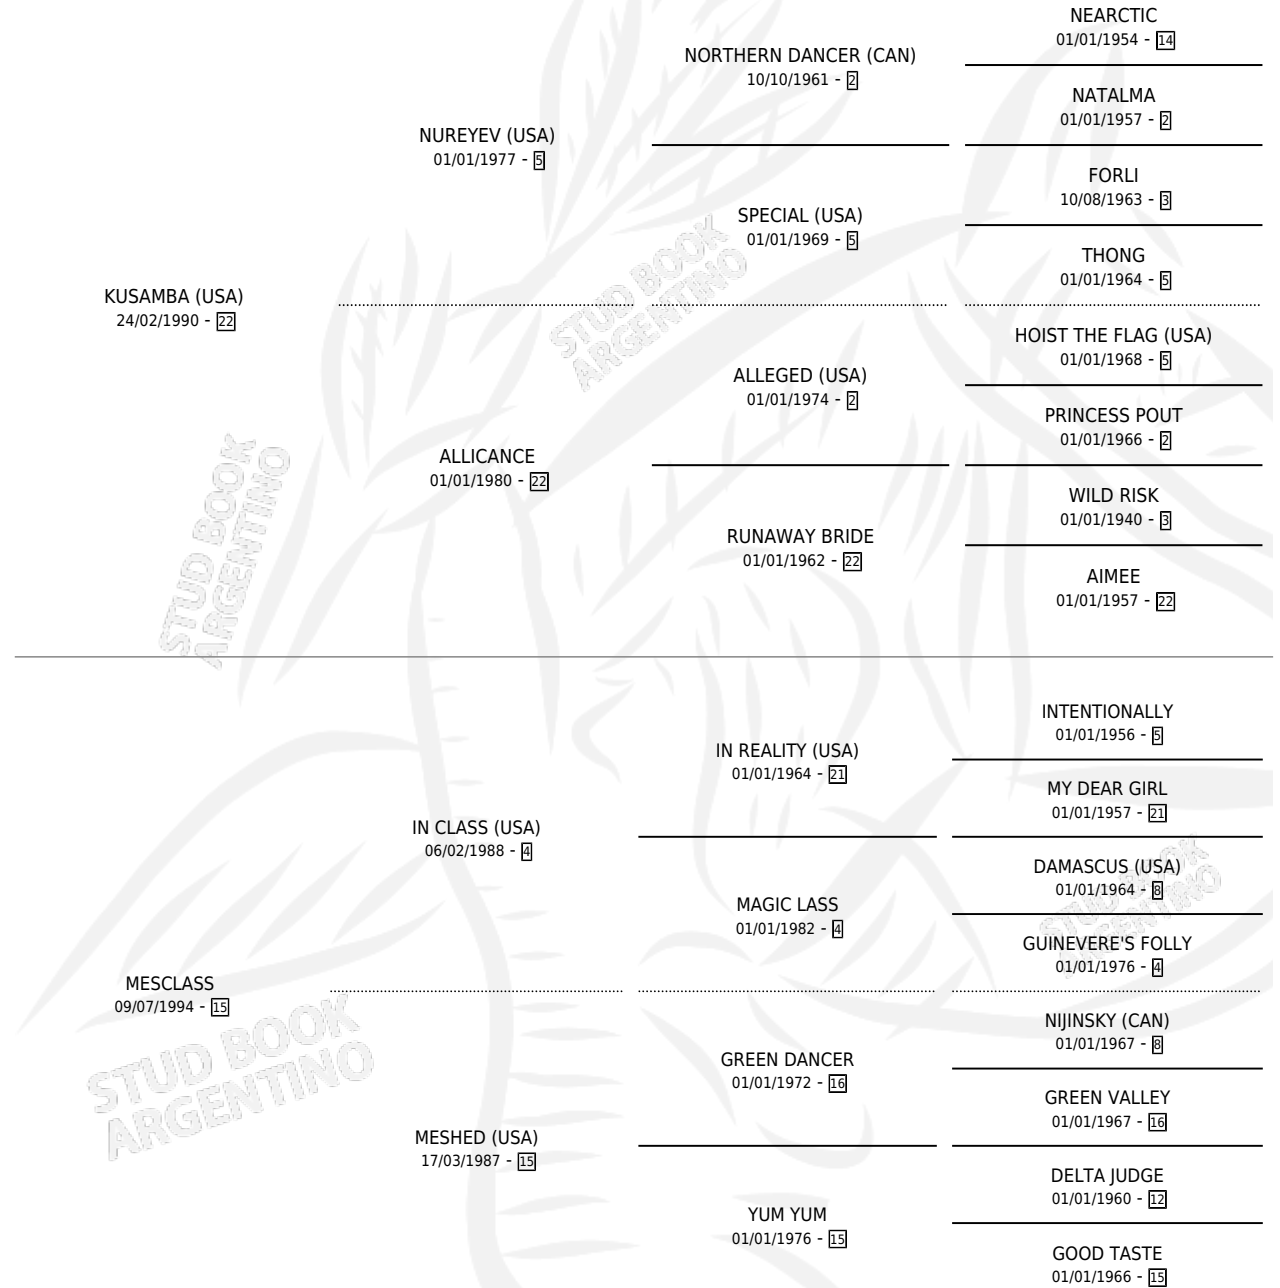 NEARCTIC
01/01/1954 - 14
NORTHERN DANCER (CAN)
10/10/1961 - 2
NATALMA
01/01/1957 - 2
NUREYEV (USA)
01/01/1977 - 5
FORLI
10/08/1963 - 3
SPECIAL (USA)
01/01/1969 - 5
THONG
01/01/1964 - 5
KUSAMBA (USA)
24/02/1990 - 22
HOIST THE FLAG (USA)
01/01/1968 - 5
ALLEGED (USA)
01/01/1974 - 2
PRINCESS POUT
01/01/1966 - 2
ALLICANCE
01/01/1980 - 22
WILD RISK
01/01/1940 - 3
RUNAWAY BRIDE
01/01/1962 - 22
AIMEE
01/01/1957 - 22
INTENTIONALLY
01/01/1956 - 5
IN REALITY (USA)
01/01/1964 - 21
MY DEAR GIRL
01/01/1957 - 21
IN CLASS (USA)
06/02/1988 - 4
DAMASCUS (USA)
01/01/1964 - 8
MAGIC LASS
01/01/1982 - 4
GUINEVERE'S FOLLY
01/01/1976 - 4
MESCLASS
09/07/1994 - 15
NIJINSKY (CAN)
01/01/1967 - 8
GREEN DANCER
01/01/1972 - 16
GREEN VALLEY
01/01/1967 - 16
MESHED (USA)
17/03/1987 - 15
DELTA JUDGE
01/01/1960 - 12
YUM YUM
01/01/1976 - 15
GOOD TASTE
01/01/1966 - 15
STUD BOOK
ARGENTINO
STUD BOOK
ARGENTINO
STUD BOOK
ARGENTINO
STUD BOOK
ARGENTINO